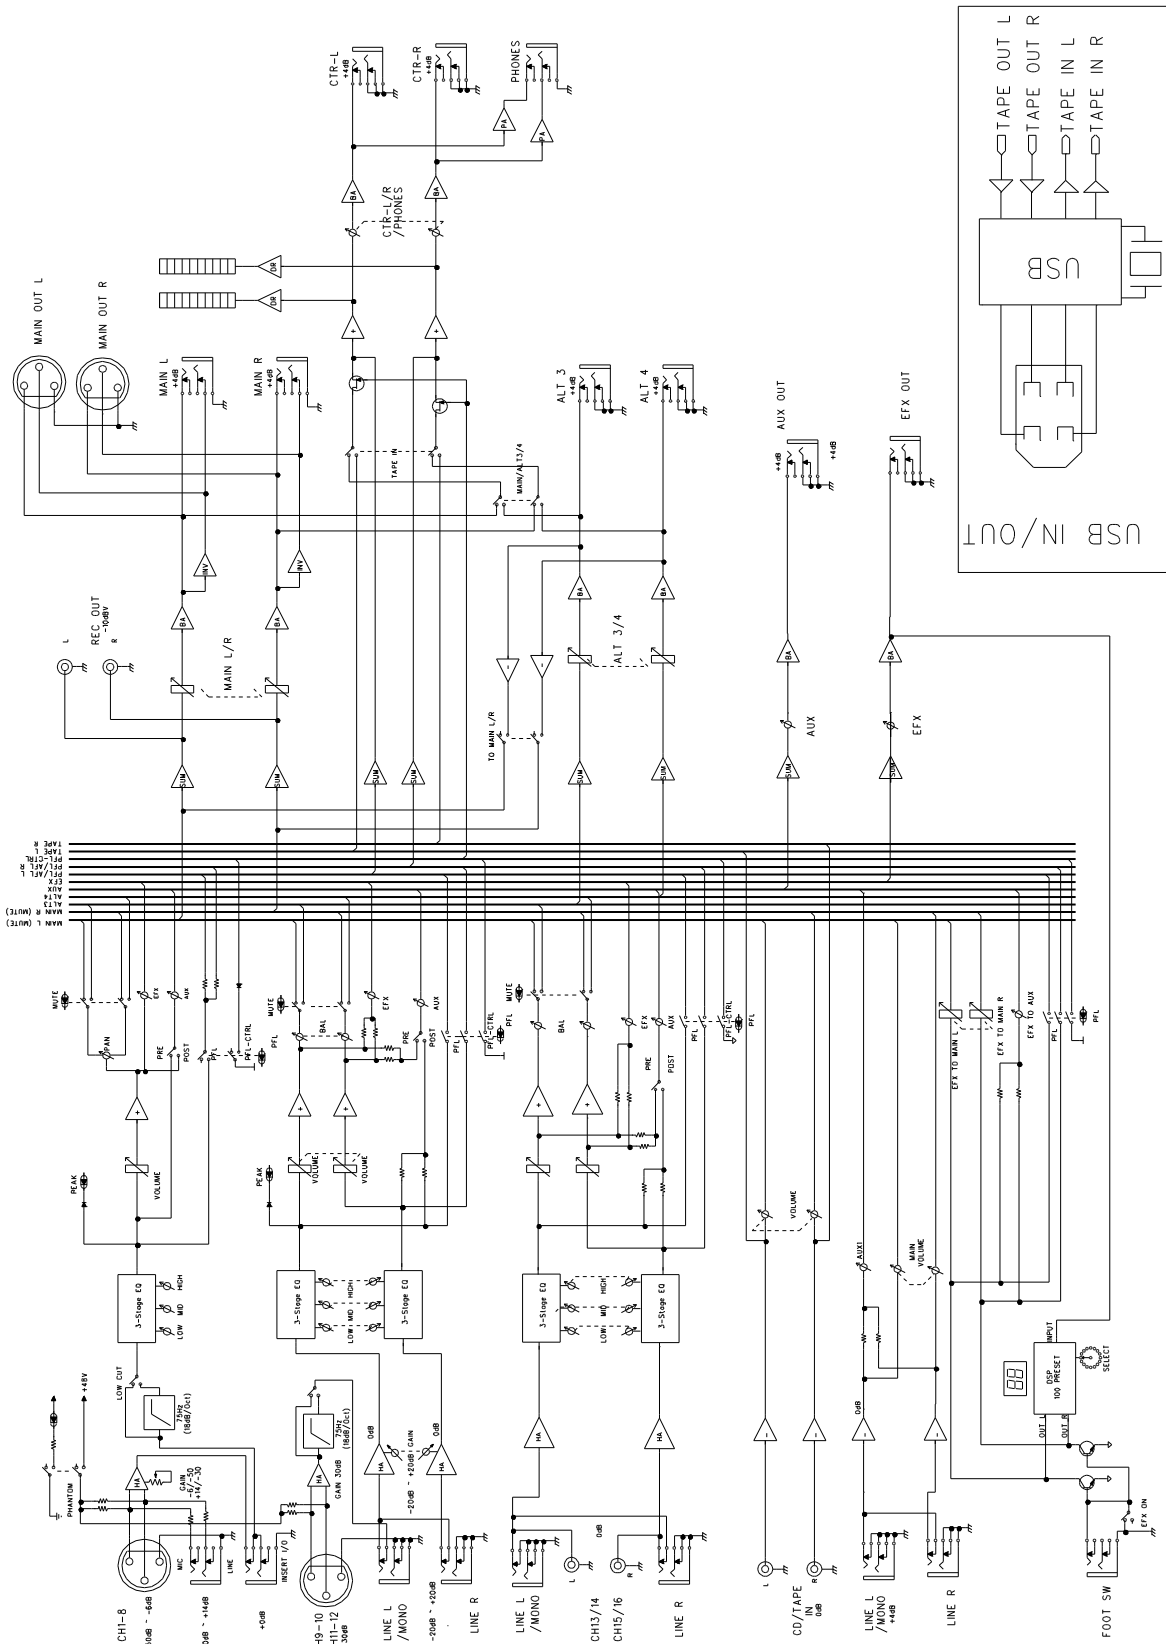 CTR-L
+4dB
CTR-R
+4dB
PHONES
PA
PA
BA
BA
CTR-L/R
/PHONES
DR
DR
+
+
MAIN OUT L
MAIN OUT R
MAIN L
+4dB
MAIN R
+4dB
ALT 3
+4dB
ALT 4
+4dB
TAPE IN
MAIN/ALT3/4
AUX OUT
+4dB
+4dB
EFX OUT
INV
INV
BA
BA
BA
BA
BA
BA
REC OUT
-10dBV
L
R
MAIN L/R
ALT 3/4
TO MAIN L/R
-
-
AUX
EFX
SUM
SUM
SUM
SUM
SUM
SUM
SUM
SUM
TAPE OUT L
TAPE OUT R
TAPE IN L
TAPE IN R
USB
USB IN/OUT
TAPE R
TAPE L
PFL-CTRL
PFL/AFL R
PFL/AFL L
EFX
AUX
ALT4
ALT3
MAIN R (MUTE)
MAIN L (MUTE)
MUTE
PAN
EFX
AUX
PRE
POST
PFL
PFL-CTRL
PFL
+
VOLUME
PEAK
3-Stage EQ
LOW
MID
HIGH
LOW CUT
75Hz
(18dB/Oct)
+48V
PHANTOM
HA
GAIN
-6/-50
+14/-30
MIC
LINE
INSERT I/O
CH1-8
+0dB
MUTE
BAL
EFX
AUX
PRE
POST
PFL
PFL-CTRL
PFL
+
+
VOLUME
VOLUME
PEAK
3-Stage EQ
3-Stage EQ
LOW
MID
HIGH
75Hz
(18dB/Oct)
HA
GAIN 30dB
0dB
HA
-20dB ~ +20dB
GAIN
0dB
HA
LINE L
/MONO
-20dB ~ +20dB
LINE R
MUTE
PFL
BAL
EFX
AUX
PRE
POST
PFL
PFL-CTRL
PFL
+
+
3-Stage EQ
3-Stage EQ
LOW
MID
HIGH
HA
HA
0dB
L
R
LINE L
/MONO
CH13/14
CH15/16
LINE R
VOLUME
-
-
L
R
CD/TAPE
IN
0dB
AUX1
MAIN
VOLUME
0dB
-
-
LINE L
/MONO
+4dB
LINE R
EFX TO MAIN L
EFX TO MAIN R
EFX TO AUX
PFL
PFL
88
INPUT
DSP
100 PRESET
SELECT
OUT L
OUT R
EFX ON
FOOT SW